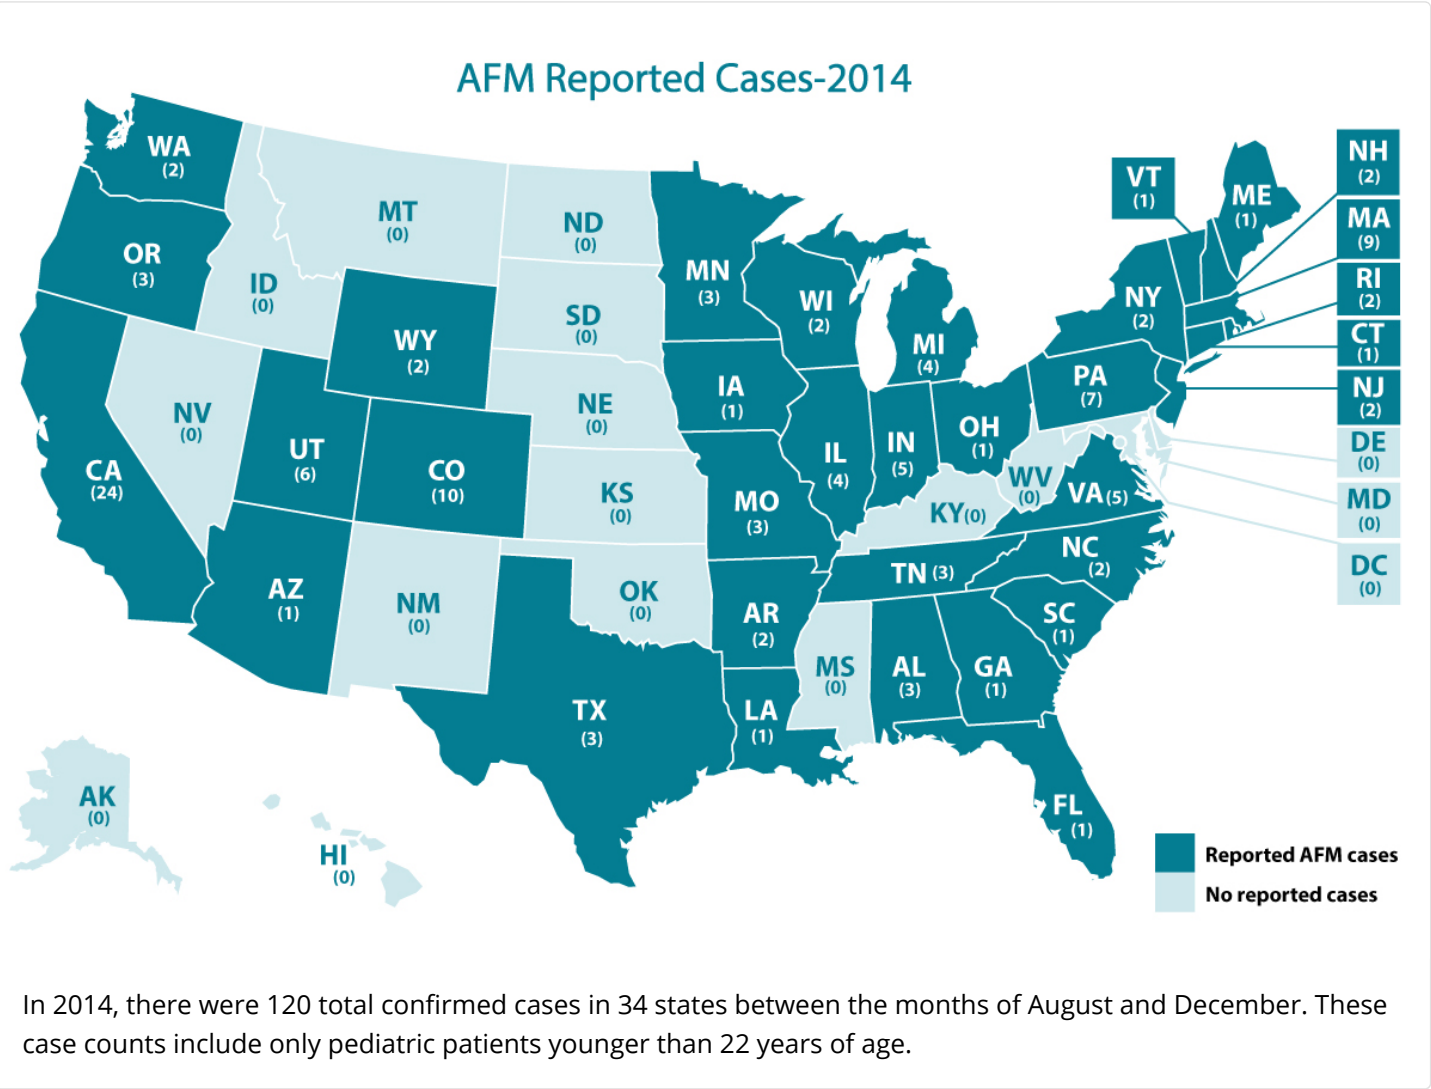 AFM Reported Cases-2014
WA
(2)
OR
(3)
CA
(24)
ID
(0)
NV
(0)
MT
(0)
WY
(2)
UT
(6)
CO
(10)
AZ
(1)
NM
(0)
ND
(0)
SD
(0)
NE
(0)
KS
(0)
OK
(0)
TX
(3)
MN
(3)
IA
(1)
MO
(3)
AR
(2)
LA
(1)
WI
(2)
IL
(4)
MI
(4)
IN
(5)
OH
(1)
KY(0)
TN (3)
MS
(0)
AL
(3)
GA
(1)
FL
(1)
SC
(1)
NC
(2)
VA(5)
WV
(0)
PA
(7)
NY
(2)
VT
(1)
ME
(1)
NH
(2)
MA
(9)
RI
(2)
CT
(1)
NJ
(2)
DE
(0)
MD
(0)
DC
(0)
AK
(0)
HI
(0)
Reported AFM cases
No reported cases
In 2014, there were 120 total confirmed cases in 34 states between the months of August and December. These
case counts include only pediatric patients younger than 22 years of age.